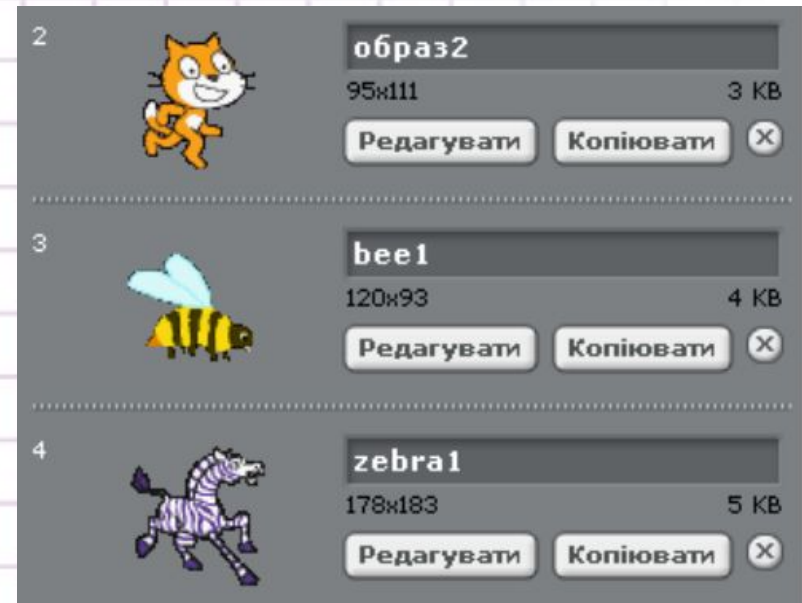 2
образ2
95x111 3 KB
Редагувати Копіювати
3
bee1
120x93 4 KB
Редагувати Копіювати
4
zebra1
178x183 5 KB
Редагувати Копіювати